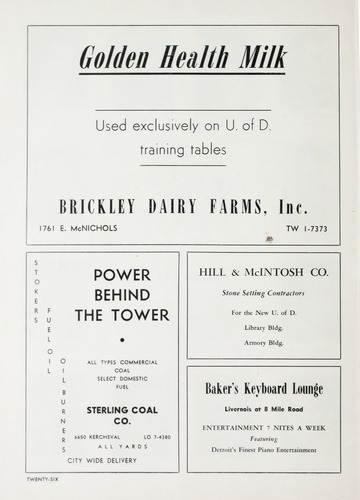 Golden Health Milk
Used exclusively on U. of D.
training tables
BRICKLEY DAIRY FARMS, Inc.
1761 E. McNICHOLS TW 1-7373
STOKERS
FUEL OIL
OIL BURNERS
POWER
BEHIND
THE TOWER
ALL TYPES COMMERCIAL
COAL
SELECT DOMESTIC
FUEL
STERLING COAL
CO.
6650 KERCHEVAL LO 7-4380
ALL YARDS
CITY WIDE DELIVERY
HILL & McINTOSH CO.
Stone Setting Contractors
For the New U. of D.
Library Bldg.
Armory Bldg.
Baker's Keyboard Lounge
Livernois at 8 Mile Road
ENTERTAINMENT 7 NITES A WEEK
Featuring
Detroit's Finest Piano Entertainment
TWENTY-SIX